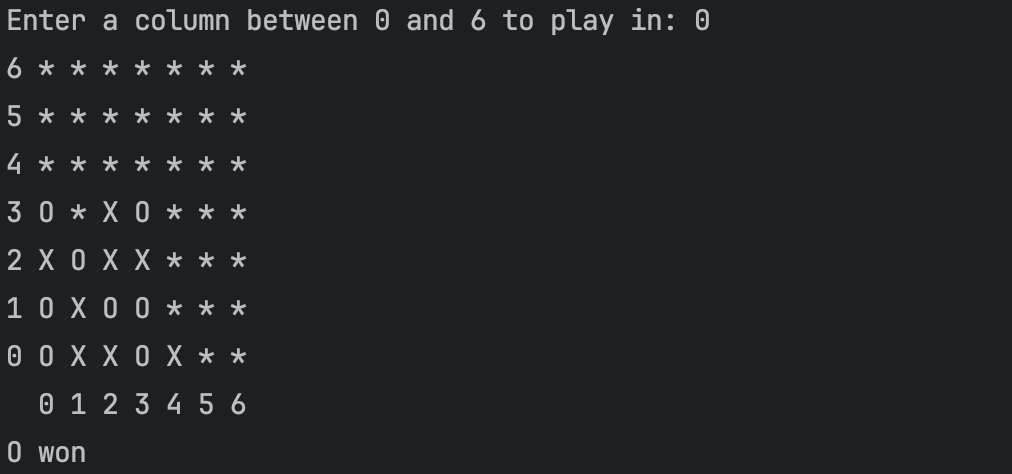 Enter a column between 0 and 6 to play in: 0
6 * * * * * * *
5 * * * * * * *
4 * * * * * * *
3 O * X O * * *
2 X O X X * * *
1 O X O O * * *
0 O X X O X * *
  0 1 2 3 4 5 6
O won